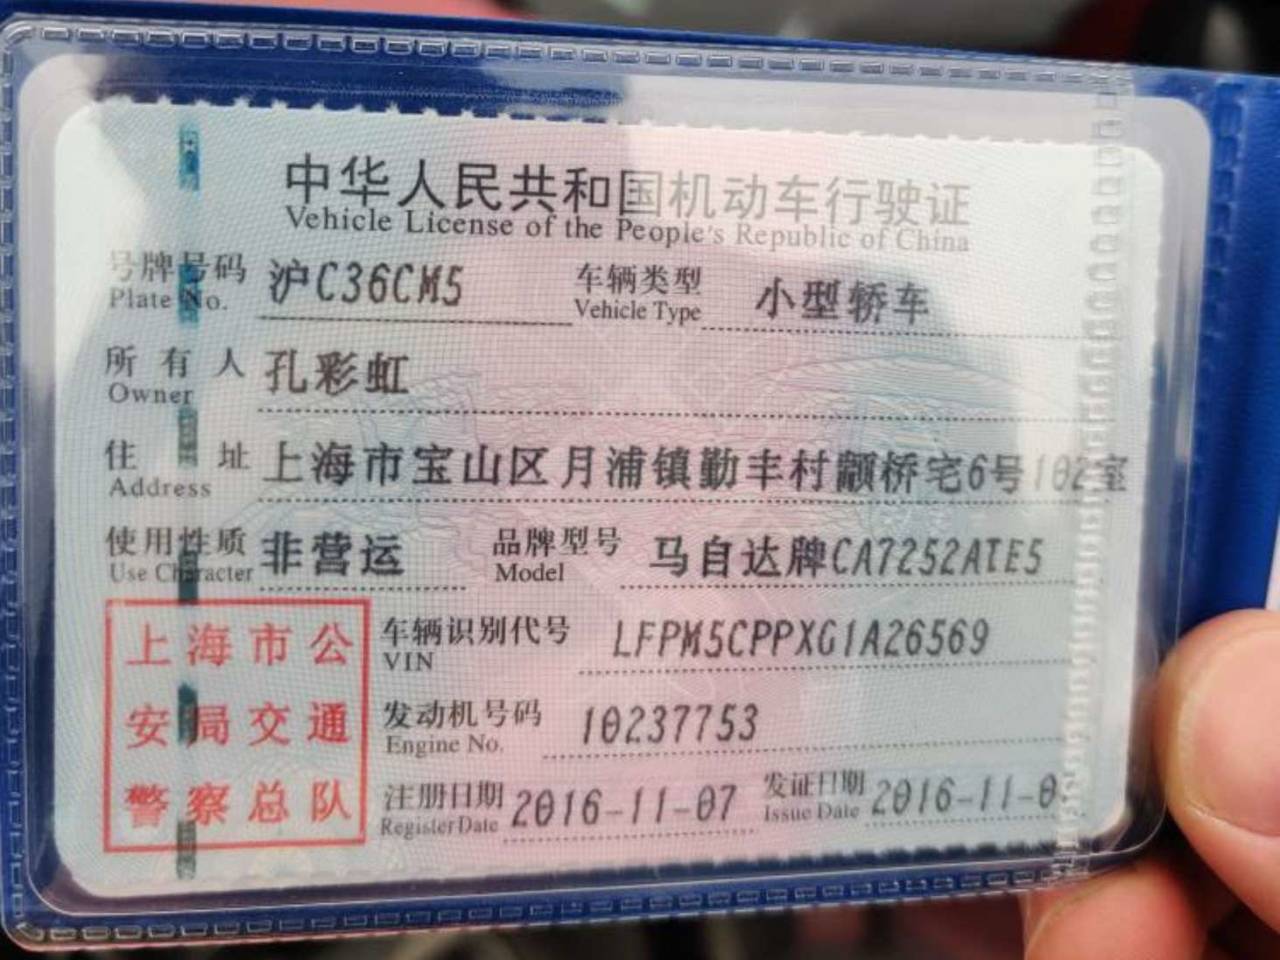 中华人民共和国机动车行驶证
Vehicle License of the People's Republic of China
号牌号码 沪C36CM5 车辆类型 小型轿车
Plate No. Vehicle Type
所有人 孔彩虹
Owner
住址 上海市宝山区月浦镇勤丰村颛桥宅6号102室
Address
使用性质 非营运 品牌型号 马自达牌CA7252ATE5
Use Character Model
上海市公安局交通警察总队
车辆识别代号 LFPM5CPPXG1A26569
VIN
发动机号码 10237753
Engine No.
注册日期 2016-11-07 发证日期 2016-11-0
Register Date Issue Date